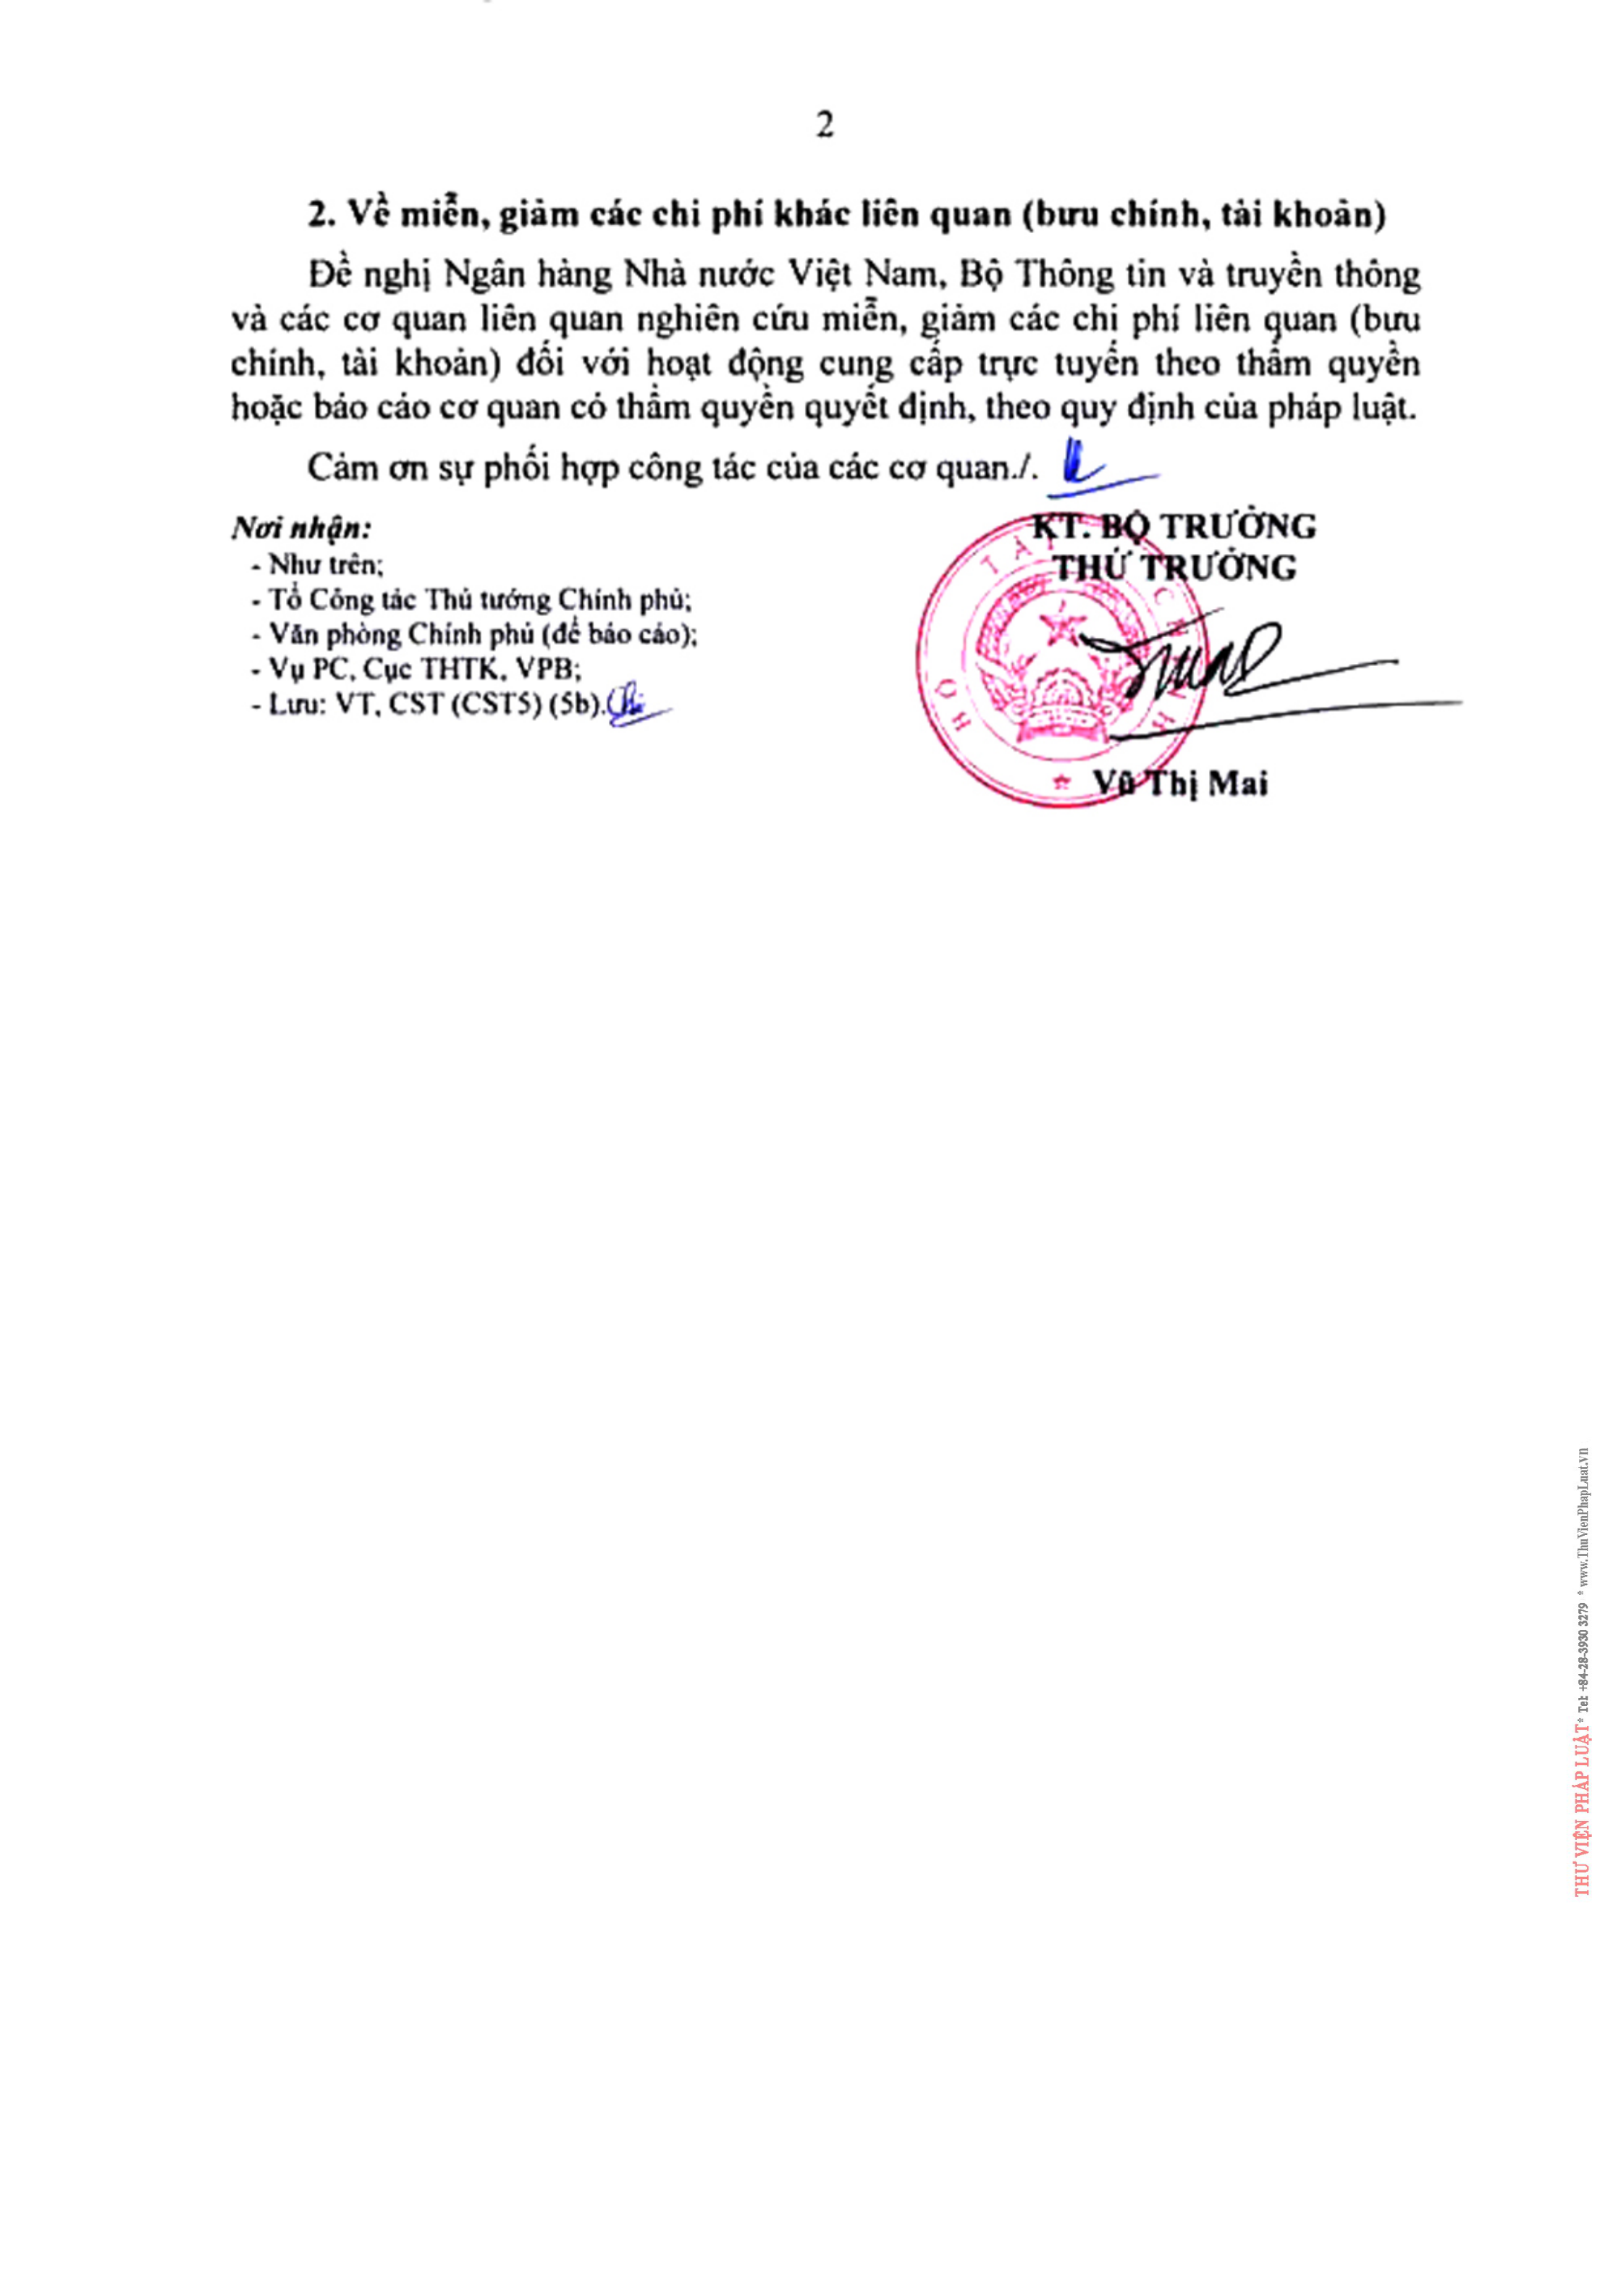 2
2. Về miễn, giảm các chi phí khác liên quan (bưu chính, tài khoản)
Đề nghị Ngân hàng Nhà nước Việt Nam, Bộ Thông tin và truyền thông
và các cơ quan liên quan nghiên cứu miễn, giảm các chi phí liên quan (bưu
chính, tài khoản) đối với hoạt động cung cấp trực tuyến theo thẩm quyền
hoặc báo cáo cơ quan có thẩm quyền quyết định, theo quy định của pháp luật.
Cảm ơn sự phối hợp công tác của các cơ quan./.
Nơi nhận:
- Như trên;
- Tổ Công tác Thủ tướng Chính phủ;
- Văn phòng Chính phủ (để báo cáo);
- Vụ PC, Cục THTK, VPB;
- Lưu: VT, CST (CST5) (5b).
KT. BỘ TRƯỞNG
THỨ TRƯỞNG
BỘ TÀI CHÍNH
Vũ Thị Mai
THƯ VIỆN PHÁP LUẬT * Tel: +84-28-3930 3279 * www.ThuVienPhapLuat.vn